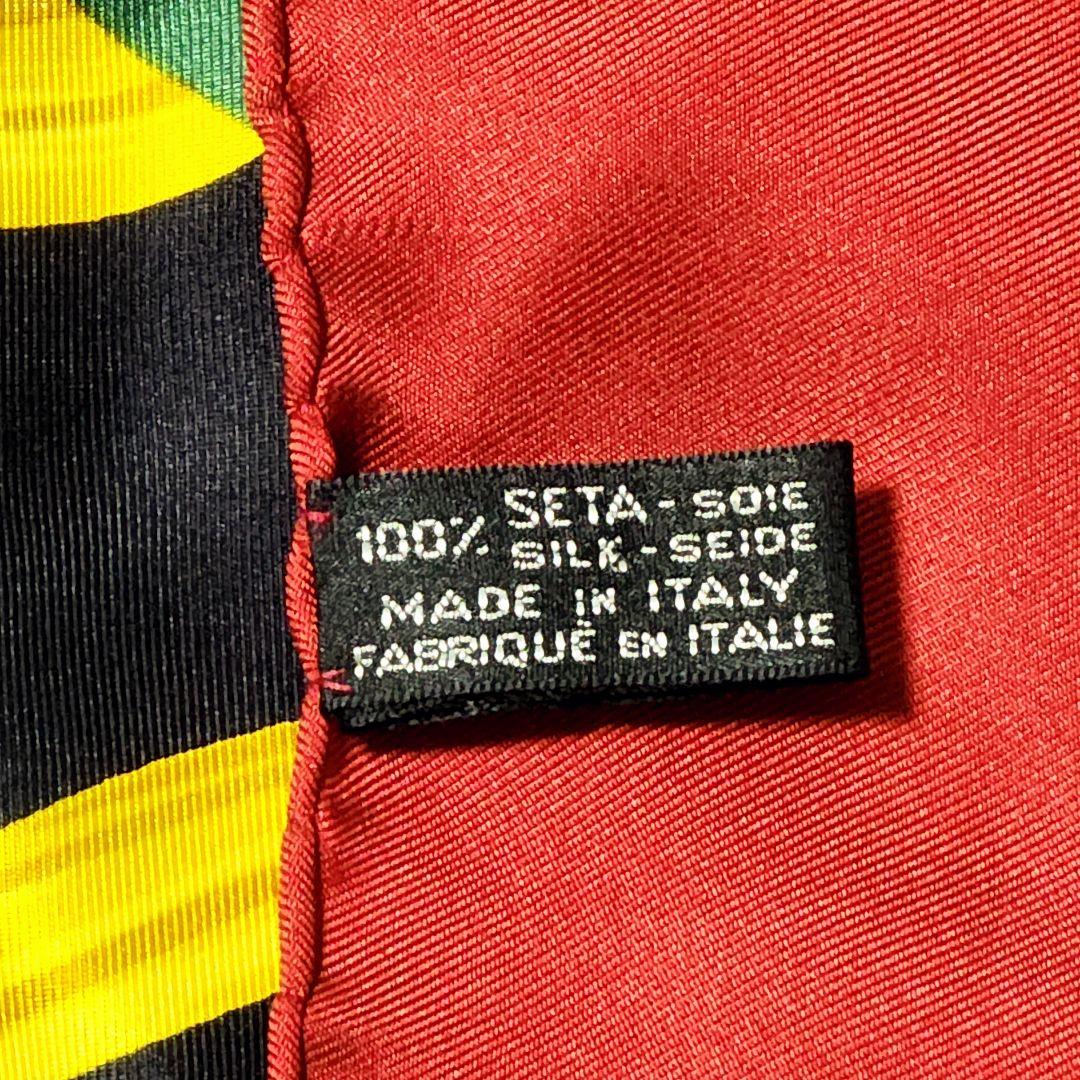 100% SETA - SOIE
SILK - SEIDE
MADE IN ITALY
FABRIQUÉ EN ITALIE